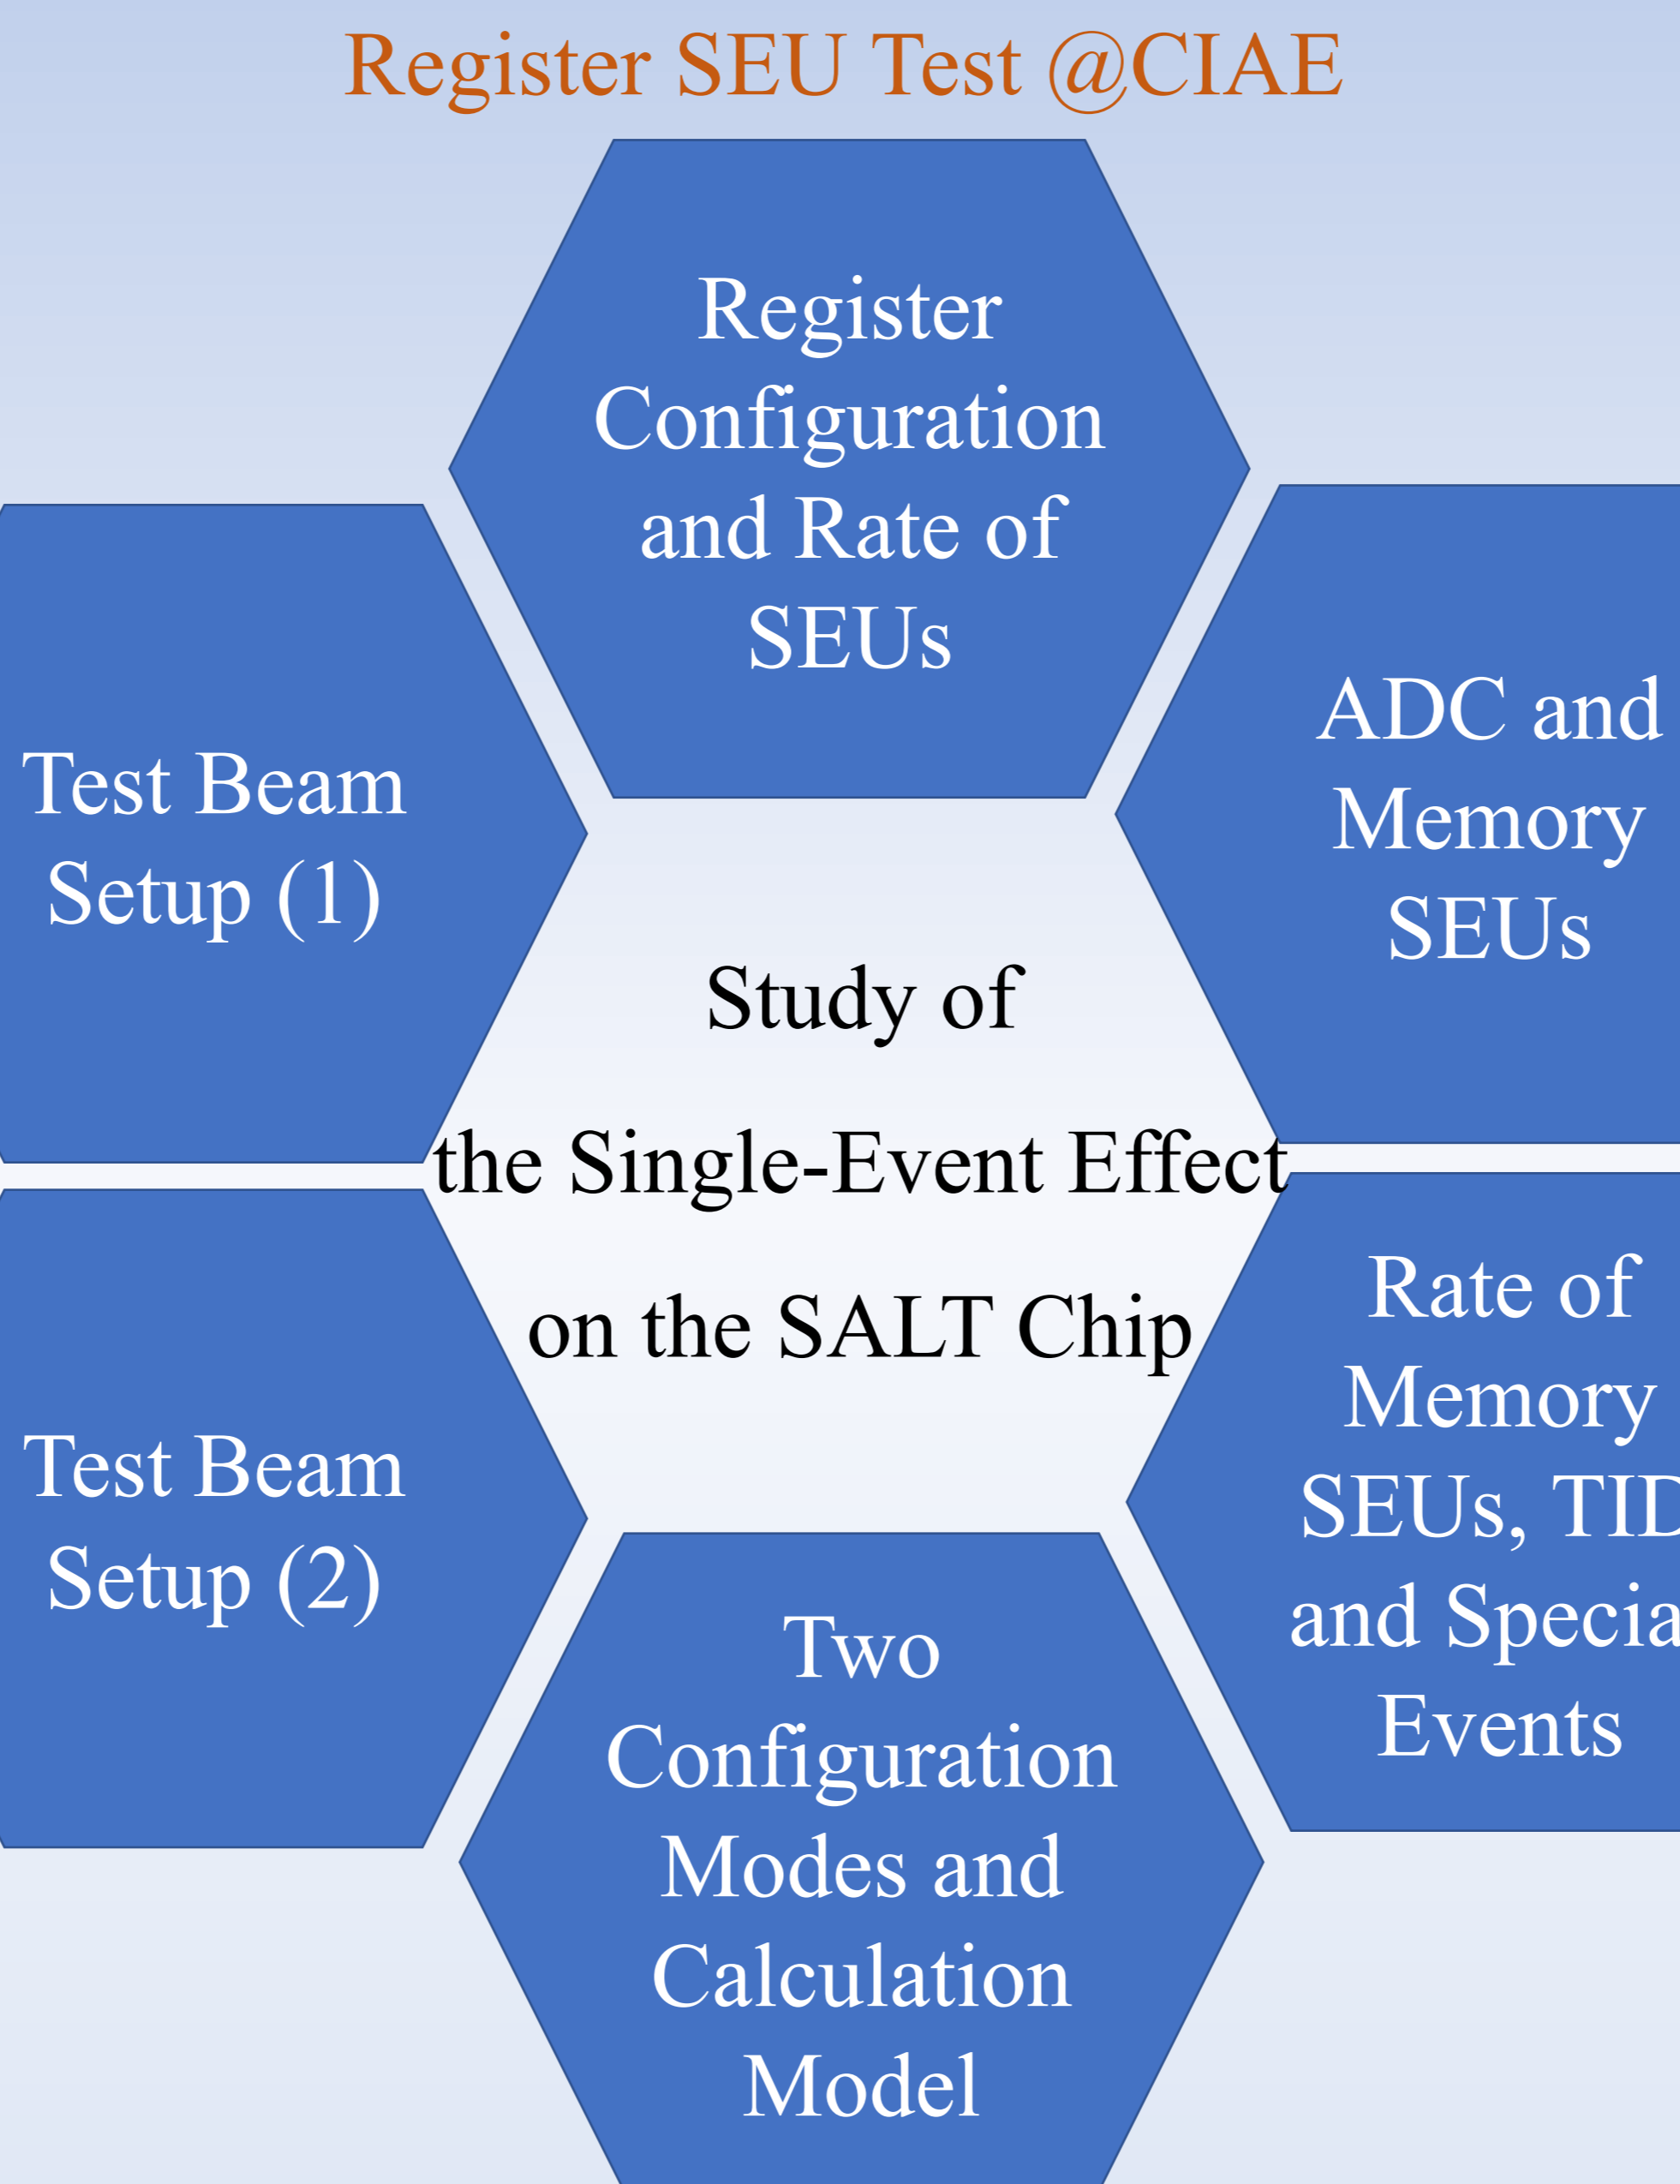 Register SEU Test @CIAE
Register
Configuration
and Rate of
SEUs
Test Beam
Setup (1)
ADC and
Memory
SEUs
Study of
the Single-Event Effect
on the SALT Chip
Test Beam
Setup (2)
Rate of
Memory
SEUs, TID
and Specia
Events
Two
Configuration
Modes and
Calculation
Model